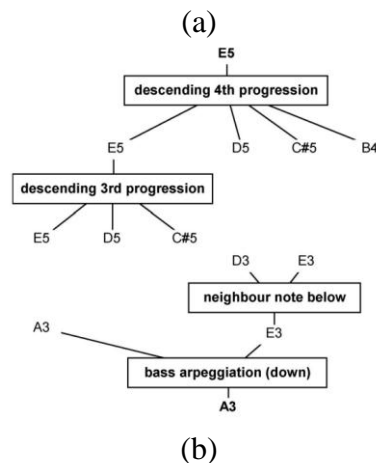 (a)
E5
descending 4th progression
E5 D5 C#5 B4
descending 3rd progression
E5 D5 C#5
D3 E3
neighbour note below
A3 E3
bass arpeggiation (down)
A3
(b)